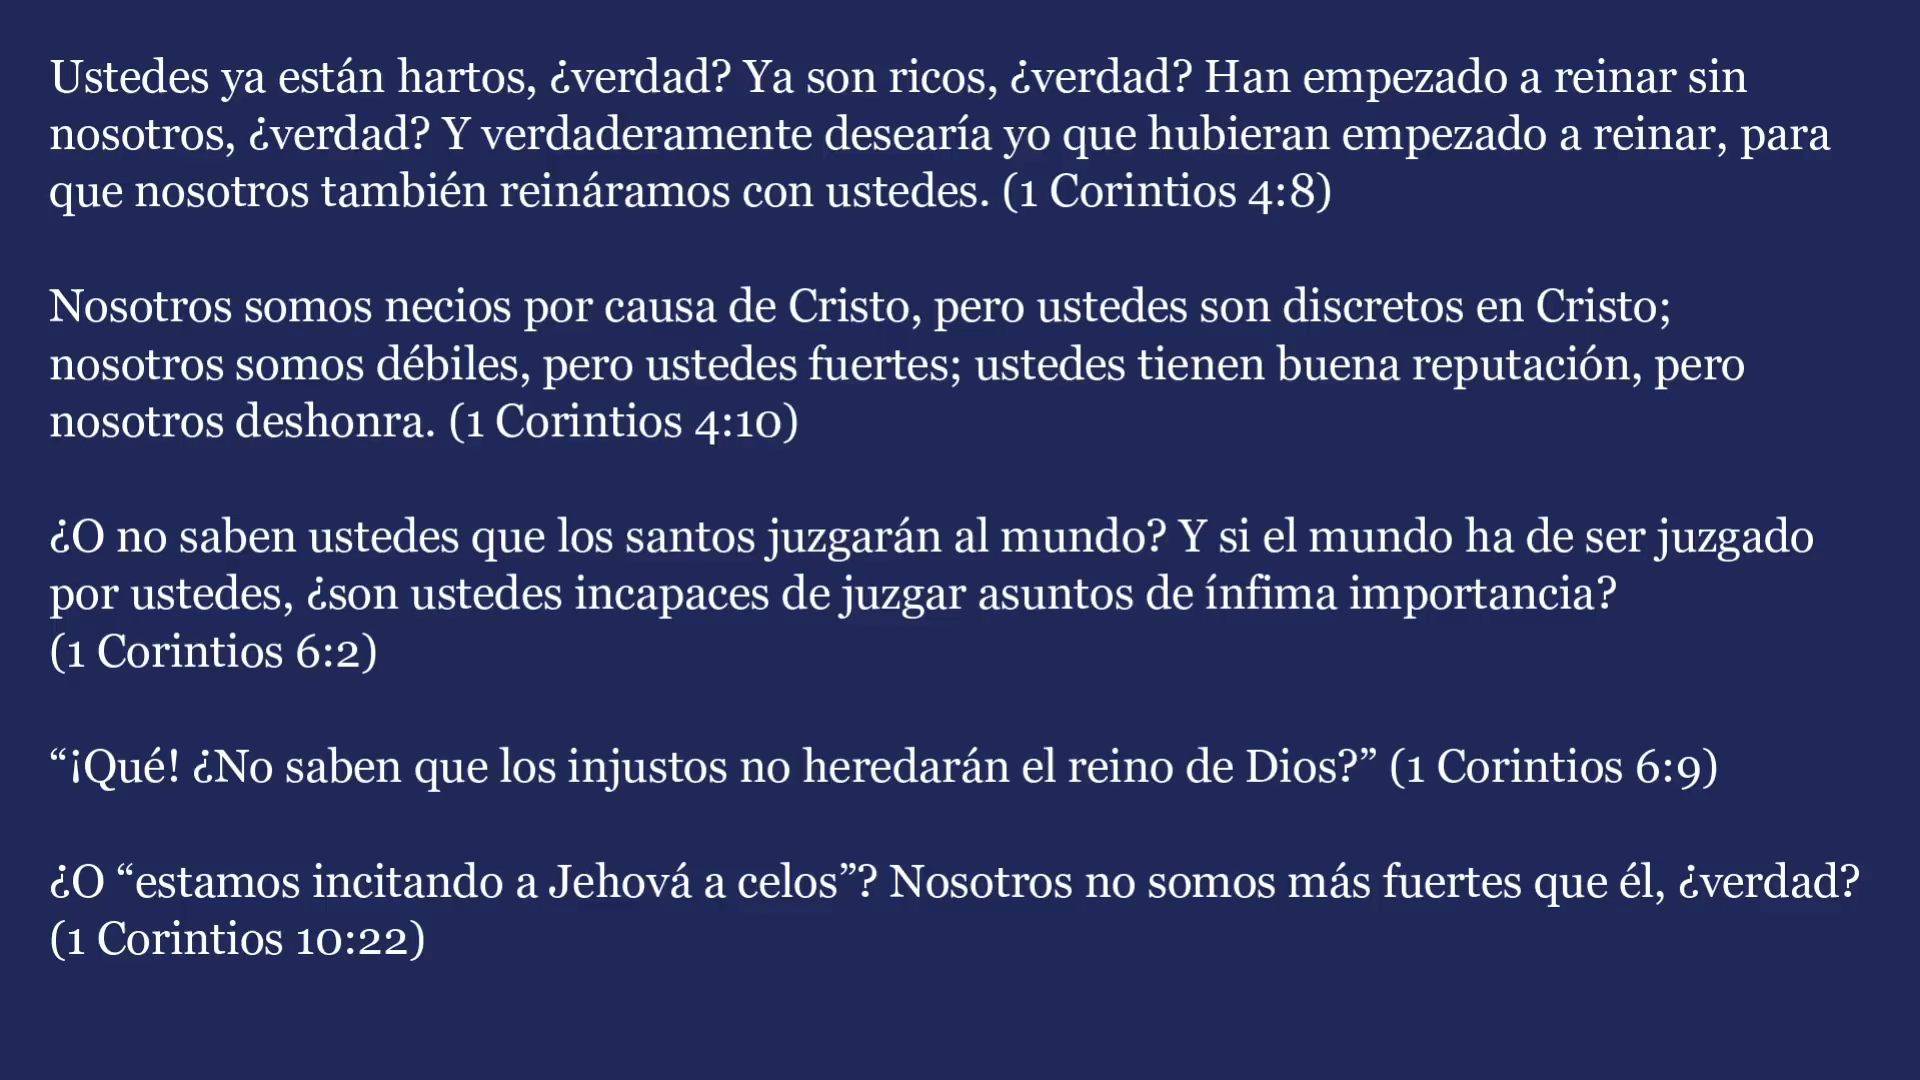 Ustedes ya están hartos, ¿verdad? Ya son ricos, ¿verdad? Han empezado a reinar sin
nosotros, ¿verdad? Y verdaderamente desearía yo que hubieran empezado a reinar, para
que nosotros también reináramos con ustedes. (1 Corintios 4:8)
Nosotros somos necios por causa de Cristo, pero ustedes son discretos en Cristo;
nosotros somos débiles, pero ustedes fuertes; ustedes tienen buena reputación, pero
nosotros deshonra. (1 Corintios 4:10)
¿O no saben ustedes que los santos juzgarán al mundo? Y si el mundo ha de ser juzgado
por ustedes, ¿son ustedes incapaces de juzgar asuntos de ínfima importancia?
(1 Corintios 6:2)
“¡Qué! ¿No saben que los injustos no heredarán el reino de Dios?” (1 Corintios 6:9)
¿O “estamos incitando a Jehová a celos”? Nosotros no somos más fuertes que él, ¿verdad?
(1 Corintios 10:22)